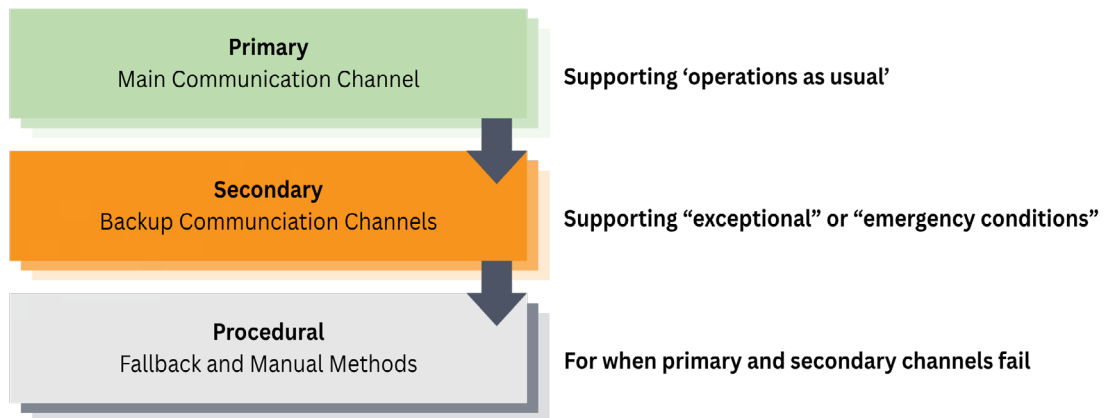 Primary
Main Communication Channel
Supporting ‘operations as usual’
Secondary
Backup Communciation Channels
Supporting “exceptional” or “emergency conditions”
Procedural
Fallback and Manual Methods
For when primary and secondary channels fail